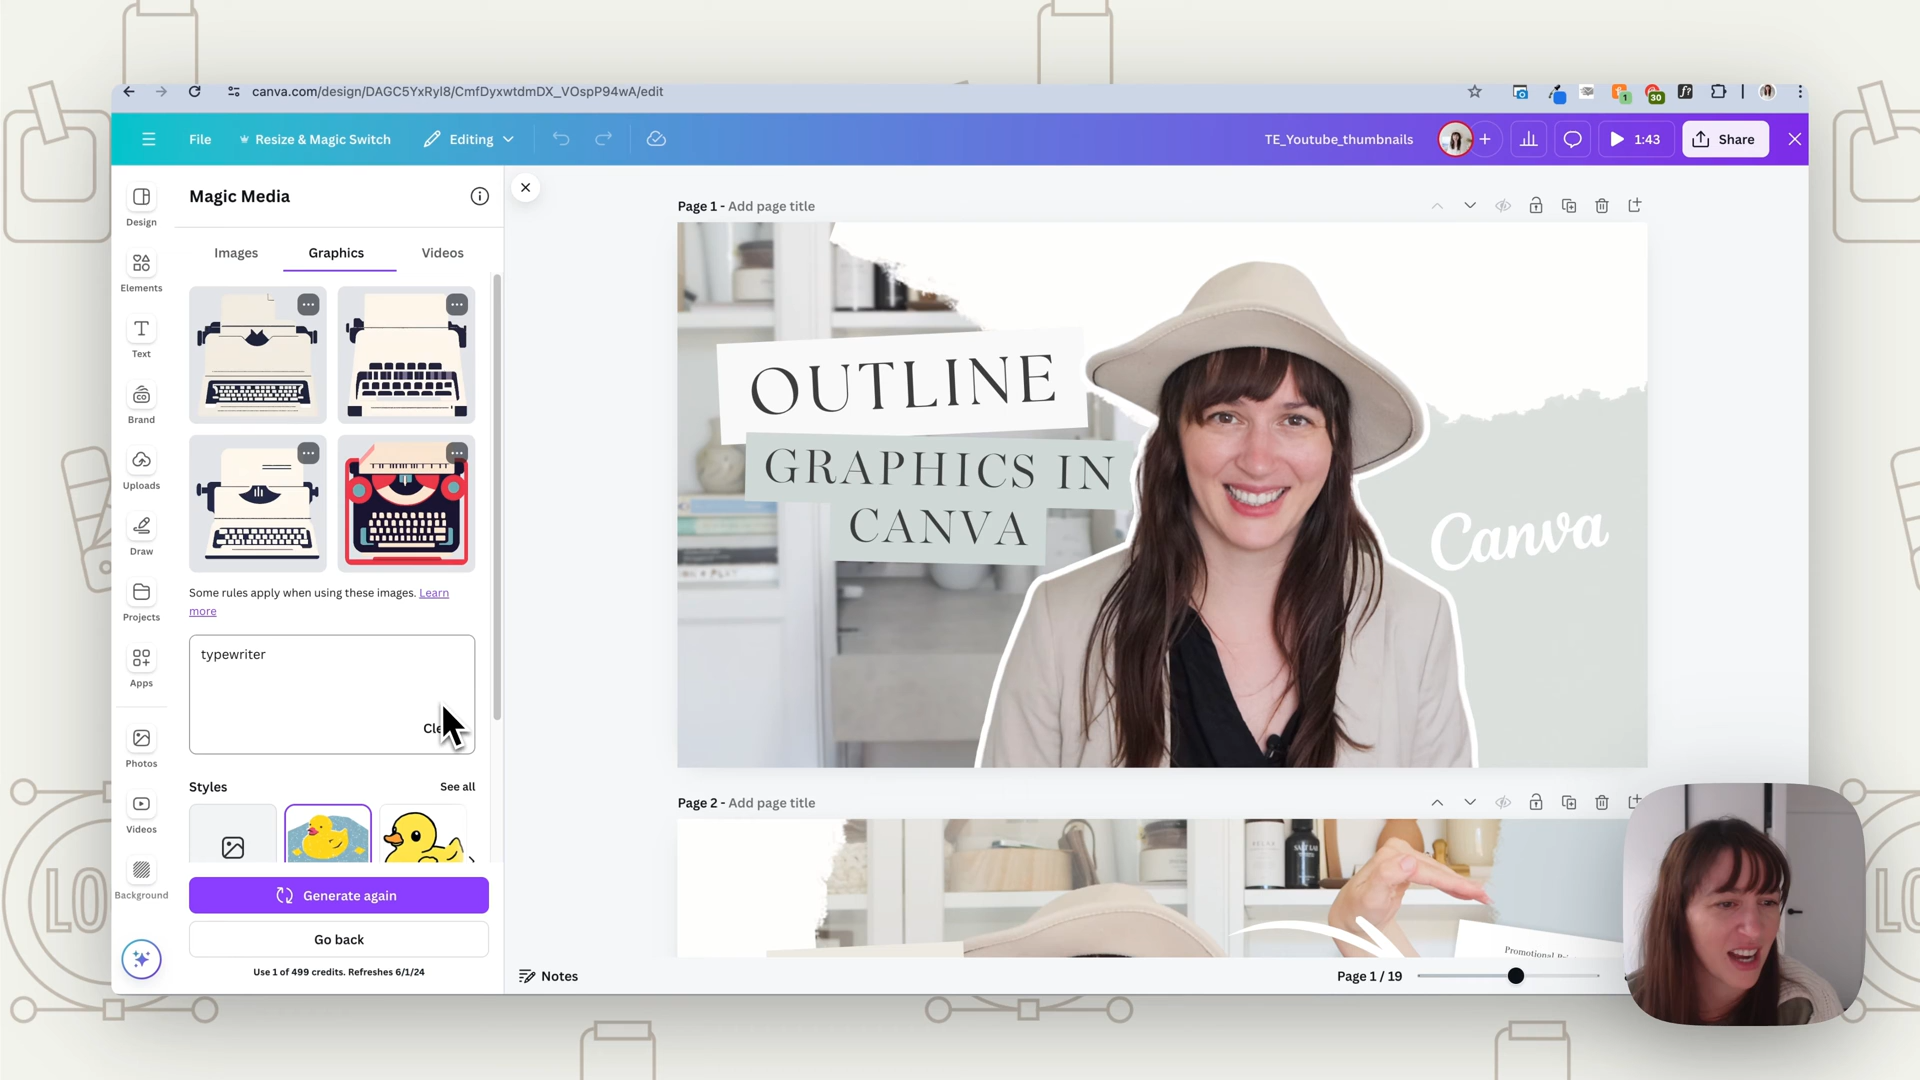 canva.com/design/DAGC5YxRyl8/CmfDyxwtdmDX_VOspP94wA/edit
1
30
f?
File
Resize & Magic Switch
Editing
TE_Youtube_thumbnails
1:43
Share
Design
Elements
Text
Brand
Uploads
Draw
Projects
Apps
Photos
Videos
Background
Magic Media
Images
Graphics
Videos
Some rules apply when using these images. Learn
more
typewriter
Styles
See all
Generate again
Go back
Use 1 of 499 credits. Refreshes 6/1/24
Page 1 - Add page title
OUTLINE
GRAPHICS IN
CANVA
Canva
Page 2 - Add page title
RELAX
Notes
Page 1 / 19
LO